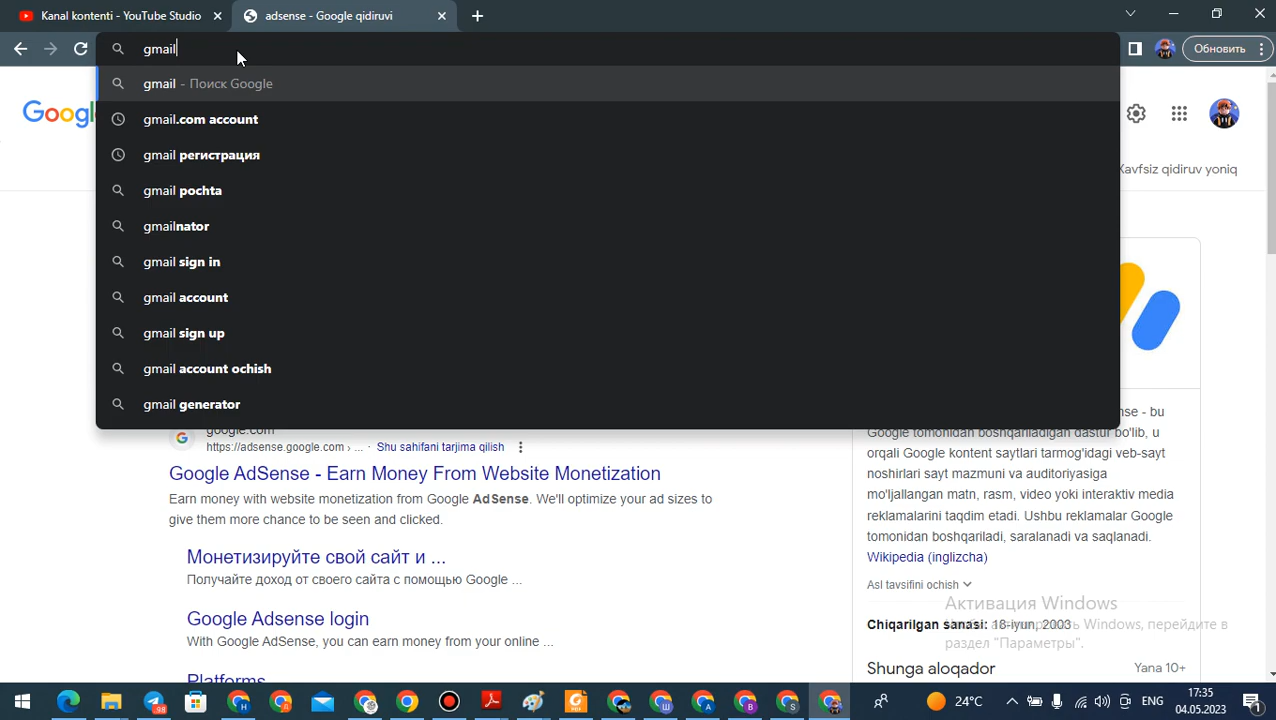 Kanal kontenti - YouTube Studio
adsense - Google qidiruvi
gmail
Обновить
gmail - Поиск Google
Googl
gmail.com account
gmail регистрация
Xavfsiz qidiruv yoniq
gmail pochta
gmailnator
gmail sign in
gmail account
gmail sign up
gmail account ochish
gmail generator
google.com
https://adsense.google.com › ... · Shu sahifani tarjima qilish
Google AdSense - Earn Money From Website Monetization
Earn money with website monetization from Google AdSense. We'll optimize your ad sizes to
give them more chance to be seen and clicked.
Монетизируйте свой сайт и ...
Получайте доход от своего сайта с помощью Google ...
Google Adsense login
With Google AdSense, you can earn money from your online ...
Platforms
nse - bu
Google tomonidan boshqariladigan dastur bo'lib, u
orqali Google kontent saytlari tarmog'idagi veb-sayt
noshirlari sayt mazmuni va auditoriyasiga
mo'ljallangan matn, rasm, video yoki interaktiv media
reklamalarini taqdim etadi. Ushbu reklamalar Google
tomonidan boshqariladi, saralanadi va saqlanadi.
Wikipedia (inglizcha)
Asl tavsifini ochish
Активация Windows
Chiqarilgan sanasi: 18-iyun, 2003
Windows, перейдите в
раздел "Параметры".
Shunga aloqador
Yana 10+
98
24°C
ENG
17:35
04.05.2023
1